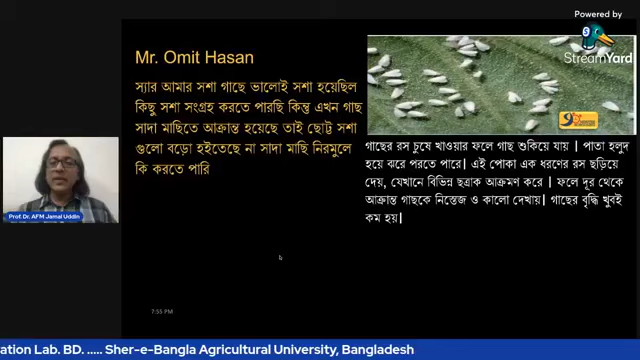 Powered by
StreamYard
Mr. Omit Hasan
স্যার আমার সশা গাছে ভালোই সশা হয়েছিল
কিছু সশা সংগ্রহ করতে পারছি কিন্তু এখন গাছ
সাদা মাছিতে আক্রান্ত হয়েছে তাই ছোট্ট সশা
গুলো বড়ো হইতেছে না সাদা মাছি নিরমুলে
কি করতে পারি
গাছের রস চুষে খাওয়ার ফলে গাছ শুকিয়ে যায় | পাতা হলুদ
হয়ে ঝরে পরতে পারে| এই পোকা এক ধরণের রস ছড়িয়ে
দেয়, যেখানে বিভিন্ন ছত্রাক আক্রমণ করে | ফলে দূর থেকে
আক্রান্ত গাছকে নিস্তেজ ও কালো দেখায়| গাছের বৃদ্ধি খুবই
কম হয়|
Prof. Dr. AFM Jamal Uddin
7:55 PM
ation Lab. BD. ..... Sher-e-Bangla Agricultural University, Bangladesh